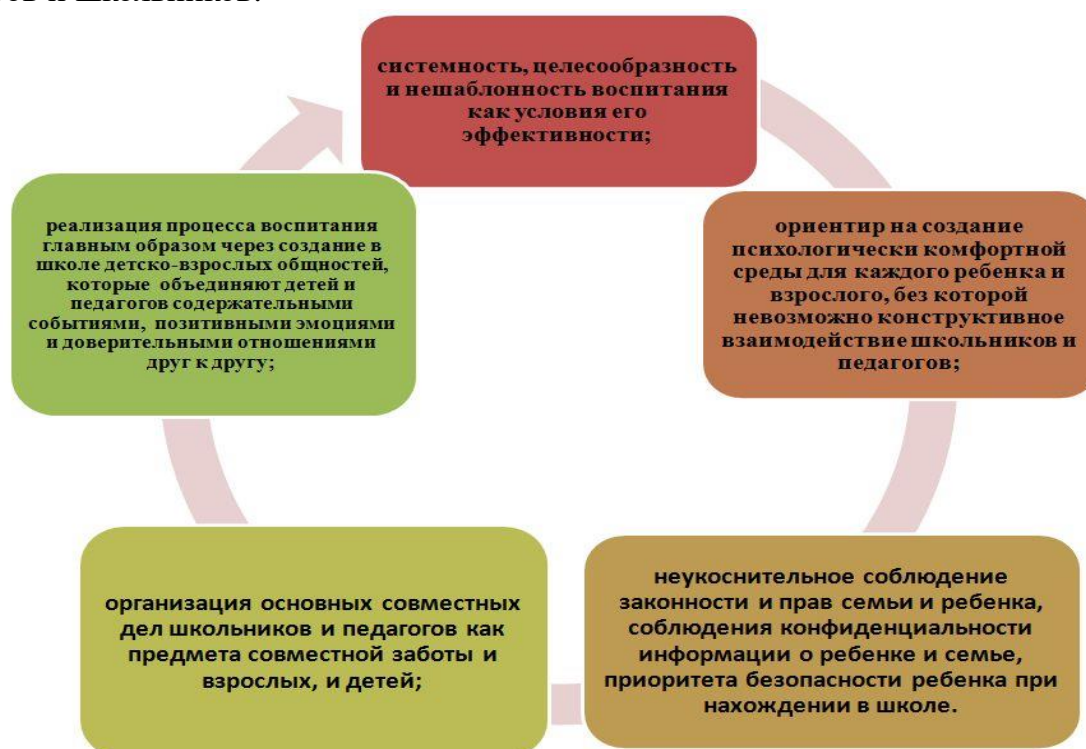 системность, целесообразность
и нешаблонность воспитания
как условия его
эффективности;
ориентир на создание
психологически комфортной
среды для каждого ребенка и
взрослого, без которой
невозможно конструктивное
взаимодействие школьников и
педагогов;
неукоснительное соблюдение
законности и прав семьи и ребенка,
соблюдения конфиденциальности
информации о ребенке и семье,
приоритета безопасности ребенка при
нахождении в школе.
организация основных совместных
дел школьников и педагогов как
предмета совместной заботы и
взрослых, и детей;
реализация процесса воспитания
главным образом через создание в
школе детско-взрослых общностей,
которые объединяют детей и
педагогов содержательными
событиями, позитивными эмоциями
и доверительными отношениями
друг к другу;